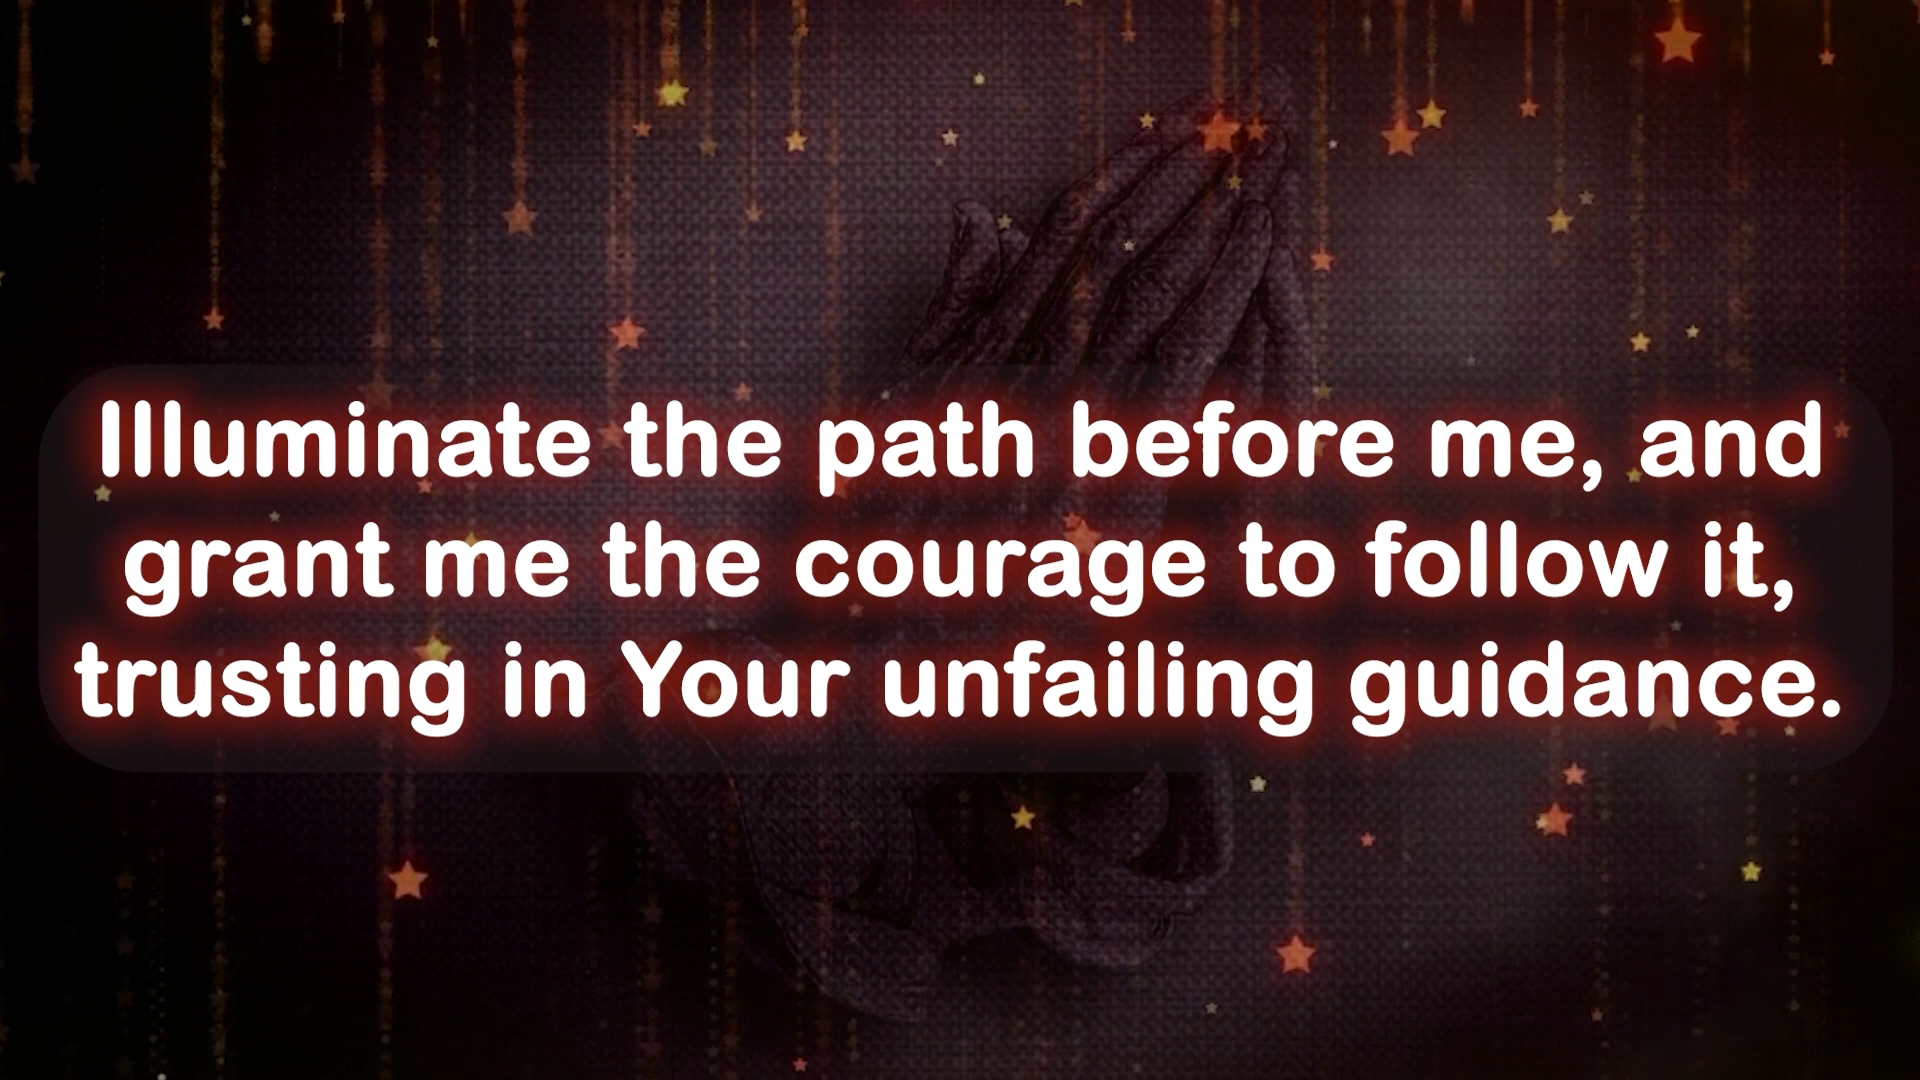 Illuminate the path before me, and
grant me the courage to follow it,
trusting in Your unfailing guidance.